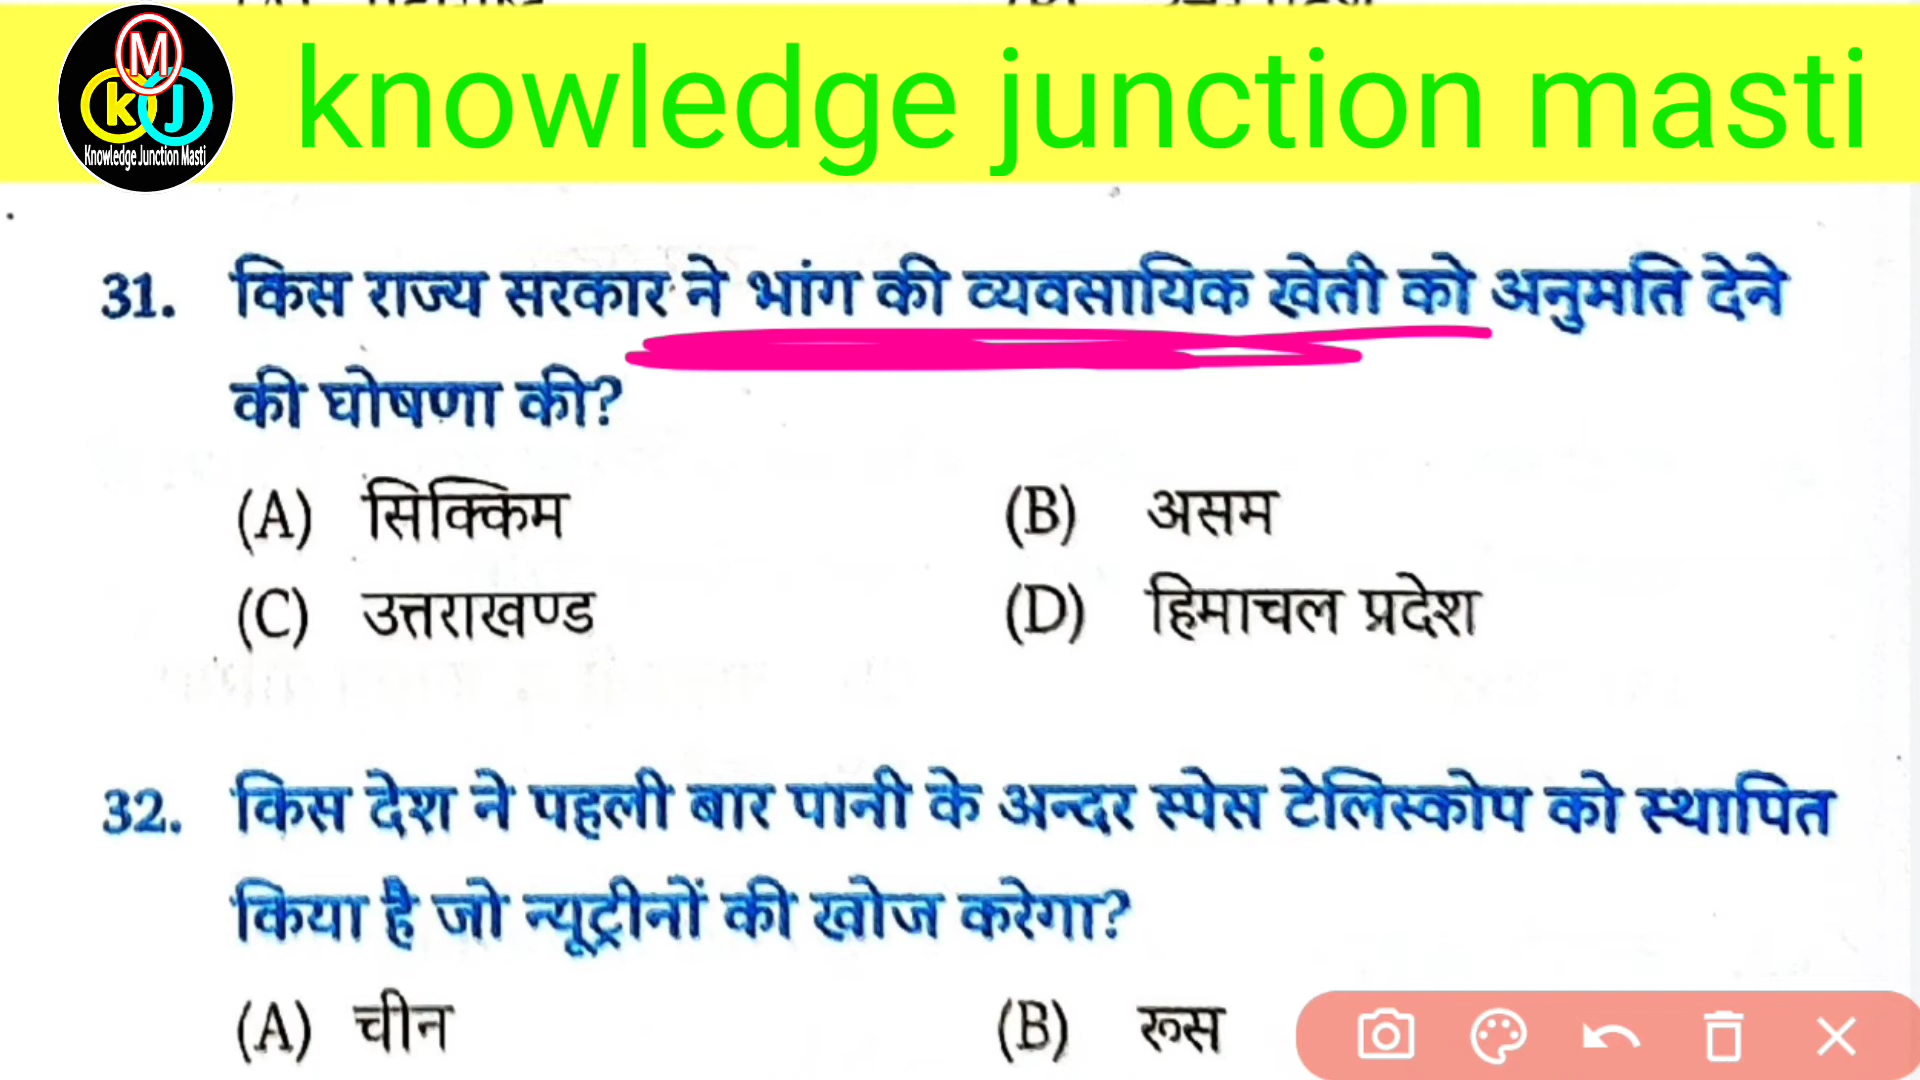 knowledge junction masti
M
K J
Knowledge Junction Masti
31. किस राज्य सरकार ने भांग की व्यवसायिक खेती को अनुमति देने
की घोषणा की?
(A) सिक्किम (B) असम
(C) उत्तराखण्ड (D) हिमाचल प्रदेश
32. किस देश ने पहली बार पानी के अन्दर स्पेस टेलिस्कोप को स्थापित
किया है जो न्यूट्रीनों की खोज करेगा?
(A) चीन (B) रूस